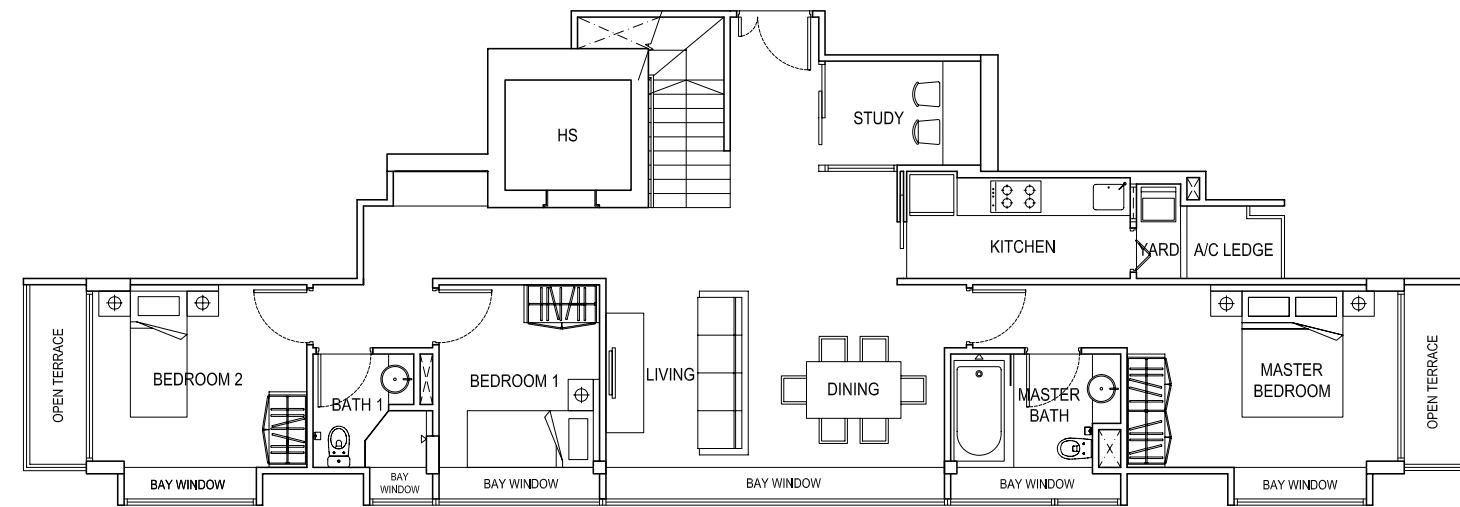 HS
STUDY
KITCHEN
YARD
A/C LEDGE
OPEN TERRACE
BEDROOM 2
BATH 1
BEDROOM 1
LIVING
DINING
MASTER
BATH
MASTER
BEDROOM
OPEN TERRACE
X
BAY WINDOW
BAY
WINDOW
BAY WINDOW
BAY WINDOW
BAY WINDOW
BAY WINDOW